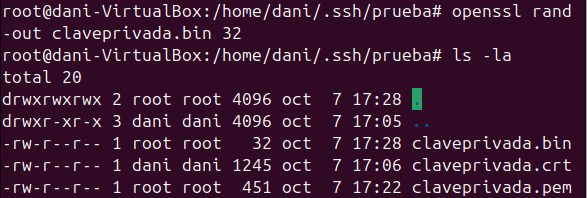 root@dani-VirtualBox:/home/dani/.ssh/prueba# openssl rand
-out claveprivada.bin 32
root@dani-VirtualBox:/home/dani/.ssh/prueba# ls -la
total 20
drwxrwxrwx 2 root root 4096 oct  7 17:28 .
drwxr-xr-x 3 dani dani 4096 oct  7 17:05 ..
-rw-r--r-- 1 root root   32 oct  7 17:28 claveprivada.bin
-rw-r--r-- 1 dani dani 1245 oct  7 17:06 claveprivada.crt
-rw-r--r-- 1 root root  451 oct  7 17:22 claveprivada.pem